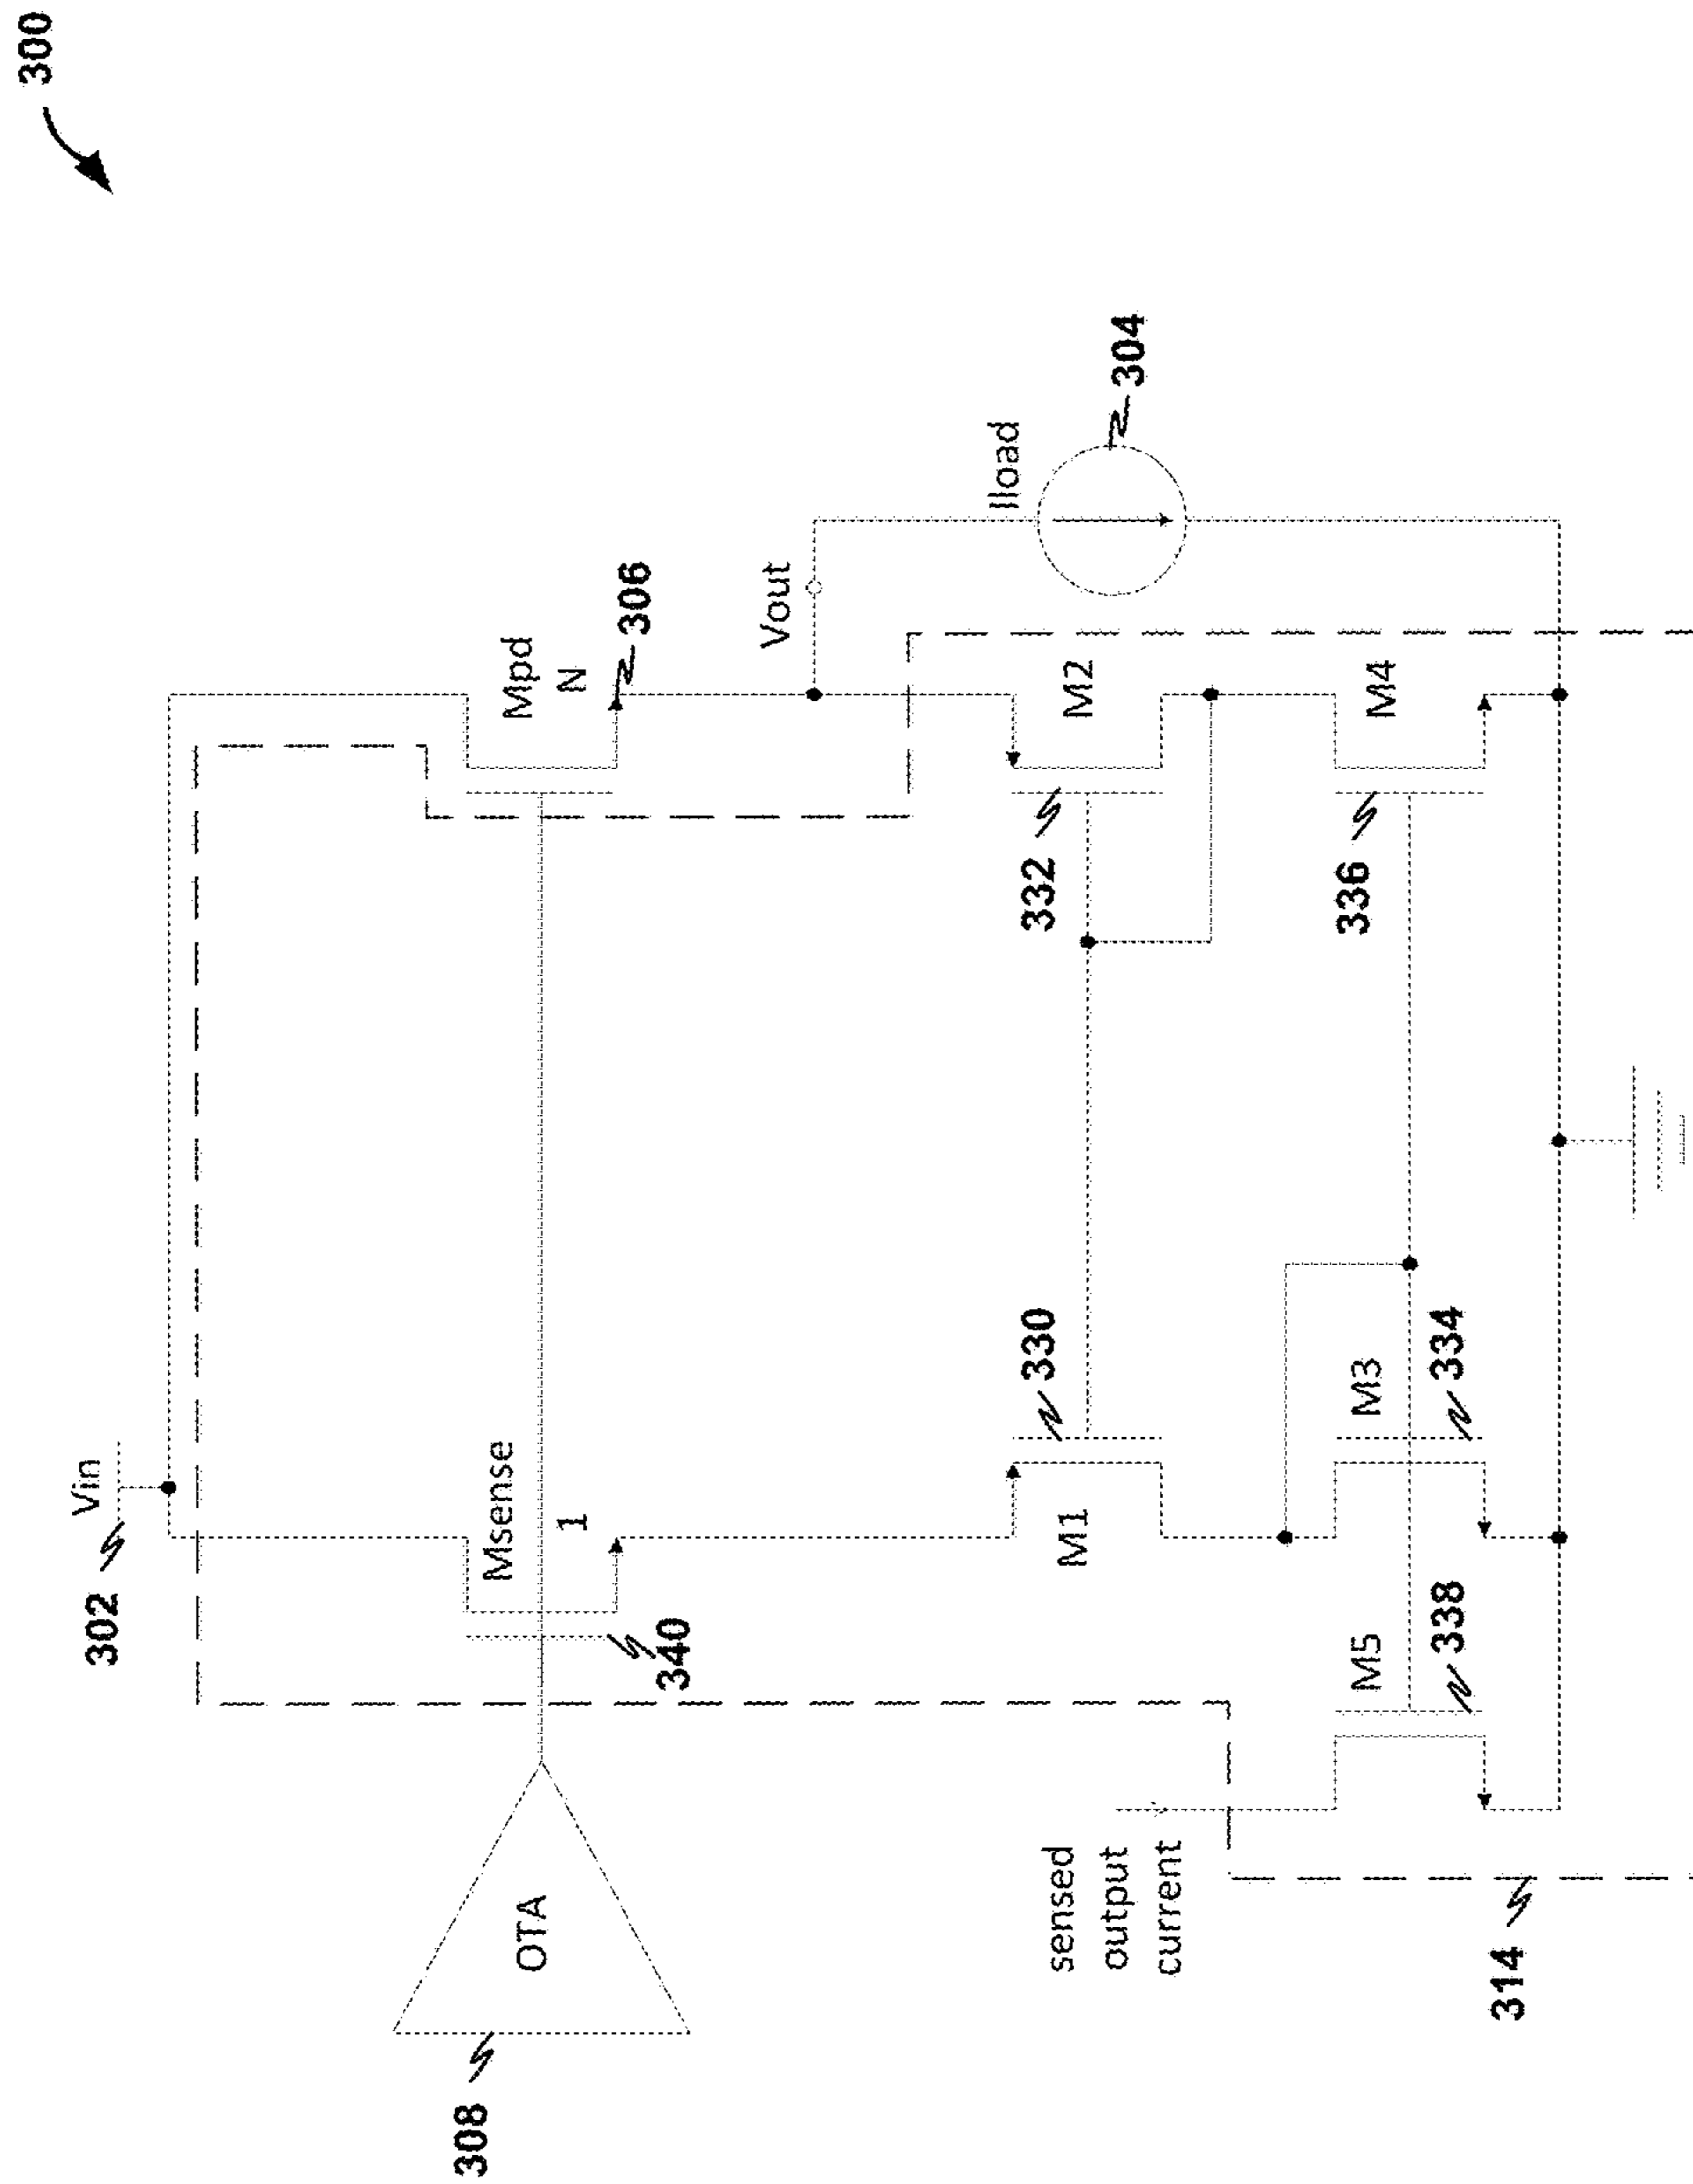 300
302
Vin
Msense
1
340
Mpd
N
306
308
OTA
Vout
Iload
304
330
M1
332
M2
sensed
output
current
M5
338
M3
334
336
M4
314